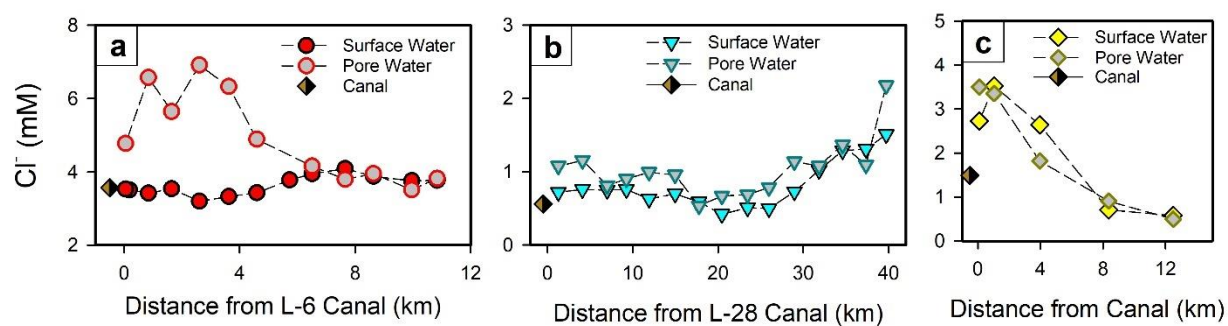 a
Surface Water
Pore Water
Canal
8
6
4
2
0 4 8 12
Cl⁻ (mM)
Distance from L-6 Canal (km)
b
Surface Water
Pore Water
Canal
3
2
1
0
0 10 20 30 40
Distance from L-28 Canal (km)
c
Surface Water
Pore Water
Canal
5
4
3
2
1
0
0 4 8 12
Distance from Canal (km)